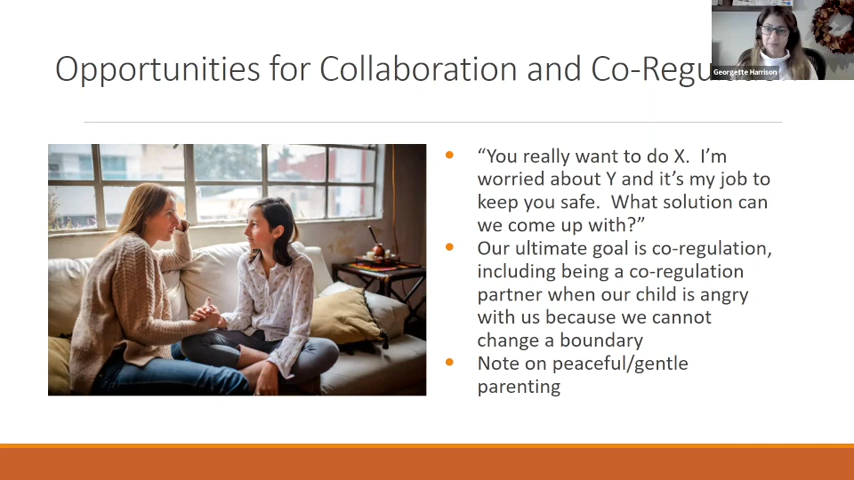 Opportunities for Collaboration and Co-Regu
Georgette Harrison
“You really want to do X.  I’m
worried about Y and it’s my job to
keep you safe.  What solution can
we come up with?”
Our ultimate goal is co-regulation,
including being a co-regulation
partner when our child is angry
with us because we cannot
change a boundary
Note on peaceful/gentle
parenting